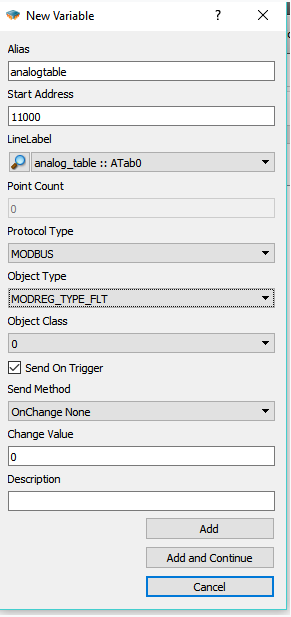 New Variable
?
Alias
analogtable
Start Address
11000
LineLabel
analog_table :: ATab0
Point Count
0
Protocol Type
MODBUS
Object Type
MODREG_TYPE_FLT
Object Class
0
Send On Trigger
Send Method
OnChange None
Change Value
0
Description
Add
Add and Continue
Cancel